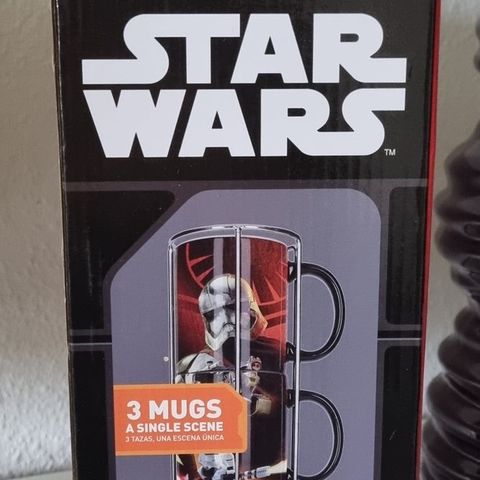 STAR
WARS
TM
3 MUGS
A SINGLE SCENE
3 TAZAS, UNA ESCENA ÚNICA